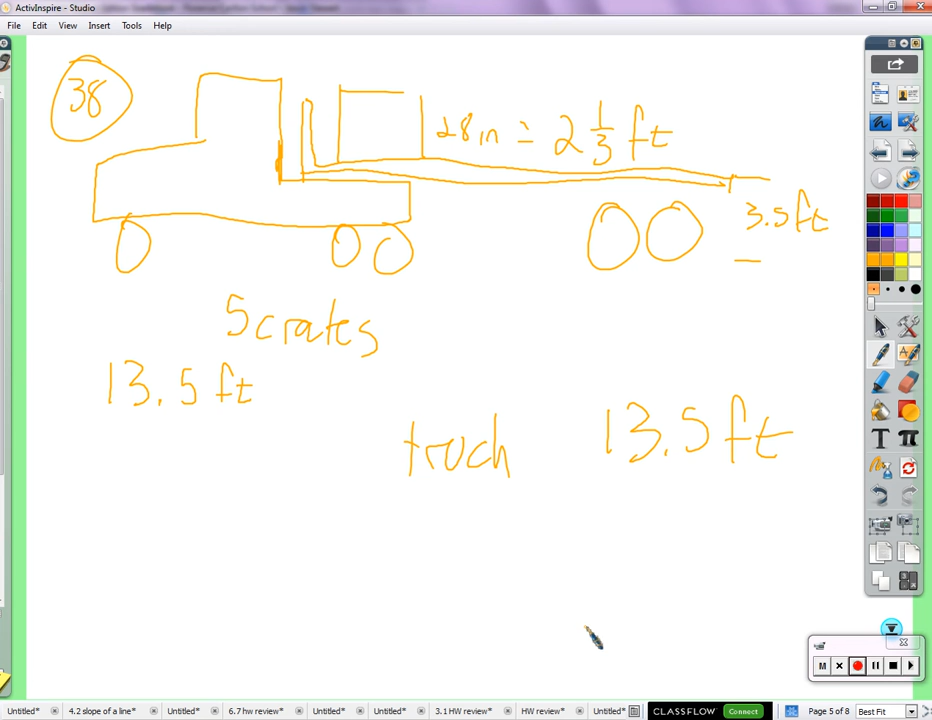 ActivInspire - Studio
File Edit View Insert Tools Help
38
28 in = 2 1/3 ft
3.5 ft
5 crates
13.5 ft
truch 13.5 ft
M
Untitled* 4.2 slope of a line* Untitled* 6.7 hw review* Untitled* Untitled* 3.1 HW review* HW review* Untitled* CLASSFLOW Connect Page 5 of 8 Best Fit